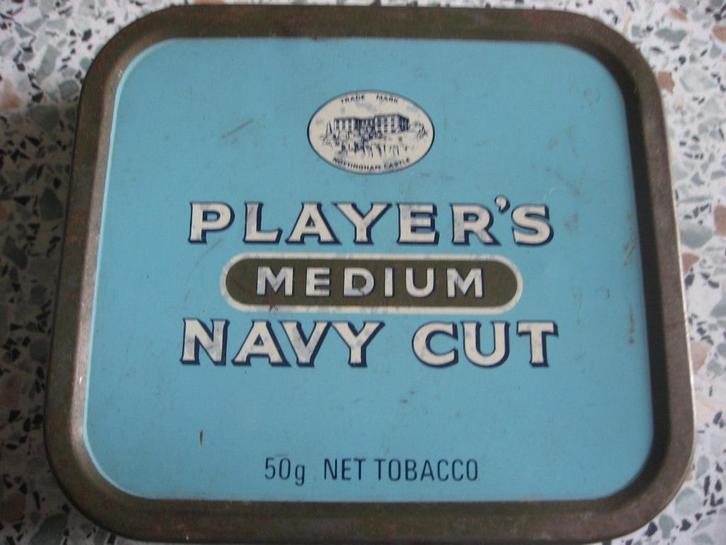 TRADE MARK
NOTTINGHAM CASTLE
PLAYER'S
MEDIUM
NAVY CUT
50g NET TOBACCO